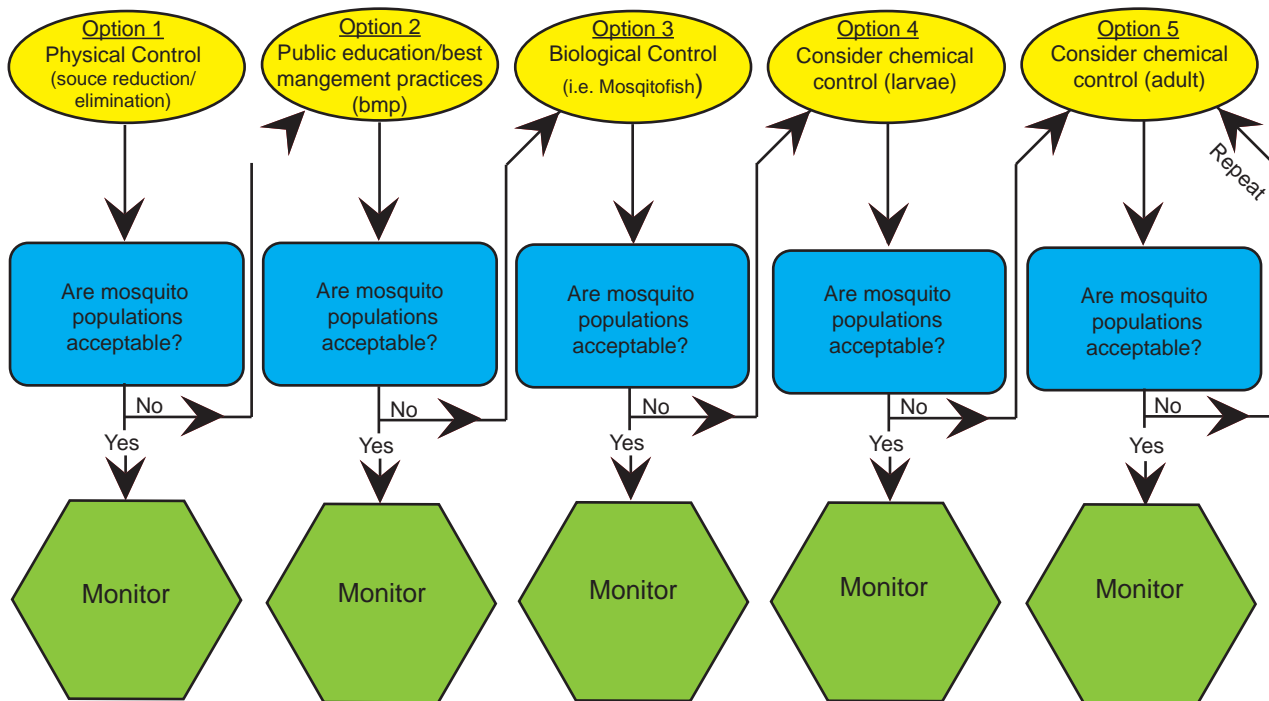 Option 1
Physical Control
(souce reduction/
elimination)
Option 2
Public education/best
mangement practices
(bmp)
Option 3
Biological Control
(i.e. Mosqitofish)
Option 4
Consider chemical
control (larvae)
Option 5
Consider chemical
control (adult)
Repeat
Are mosquito
populations
acceptable?
Are mosquito
populations
acceptable?
Are mosquito
populations
acceptable?
Are mosquito
populations
acceptable?
Are mosquito
populations
acceptable?
No
No
No
No
No
Yes
Yes
Yes
Yes
Yes
Monitor
Monitor
Monitor
Monitor
Monitor